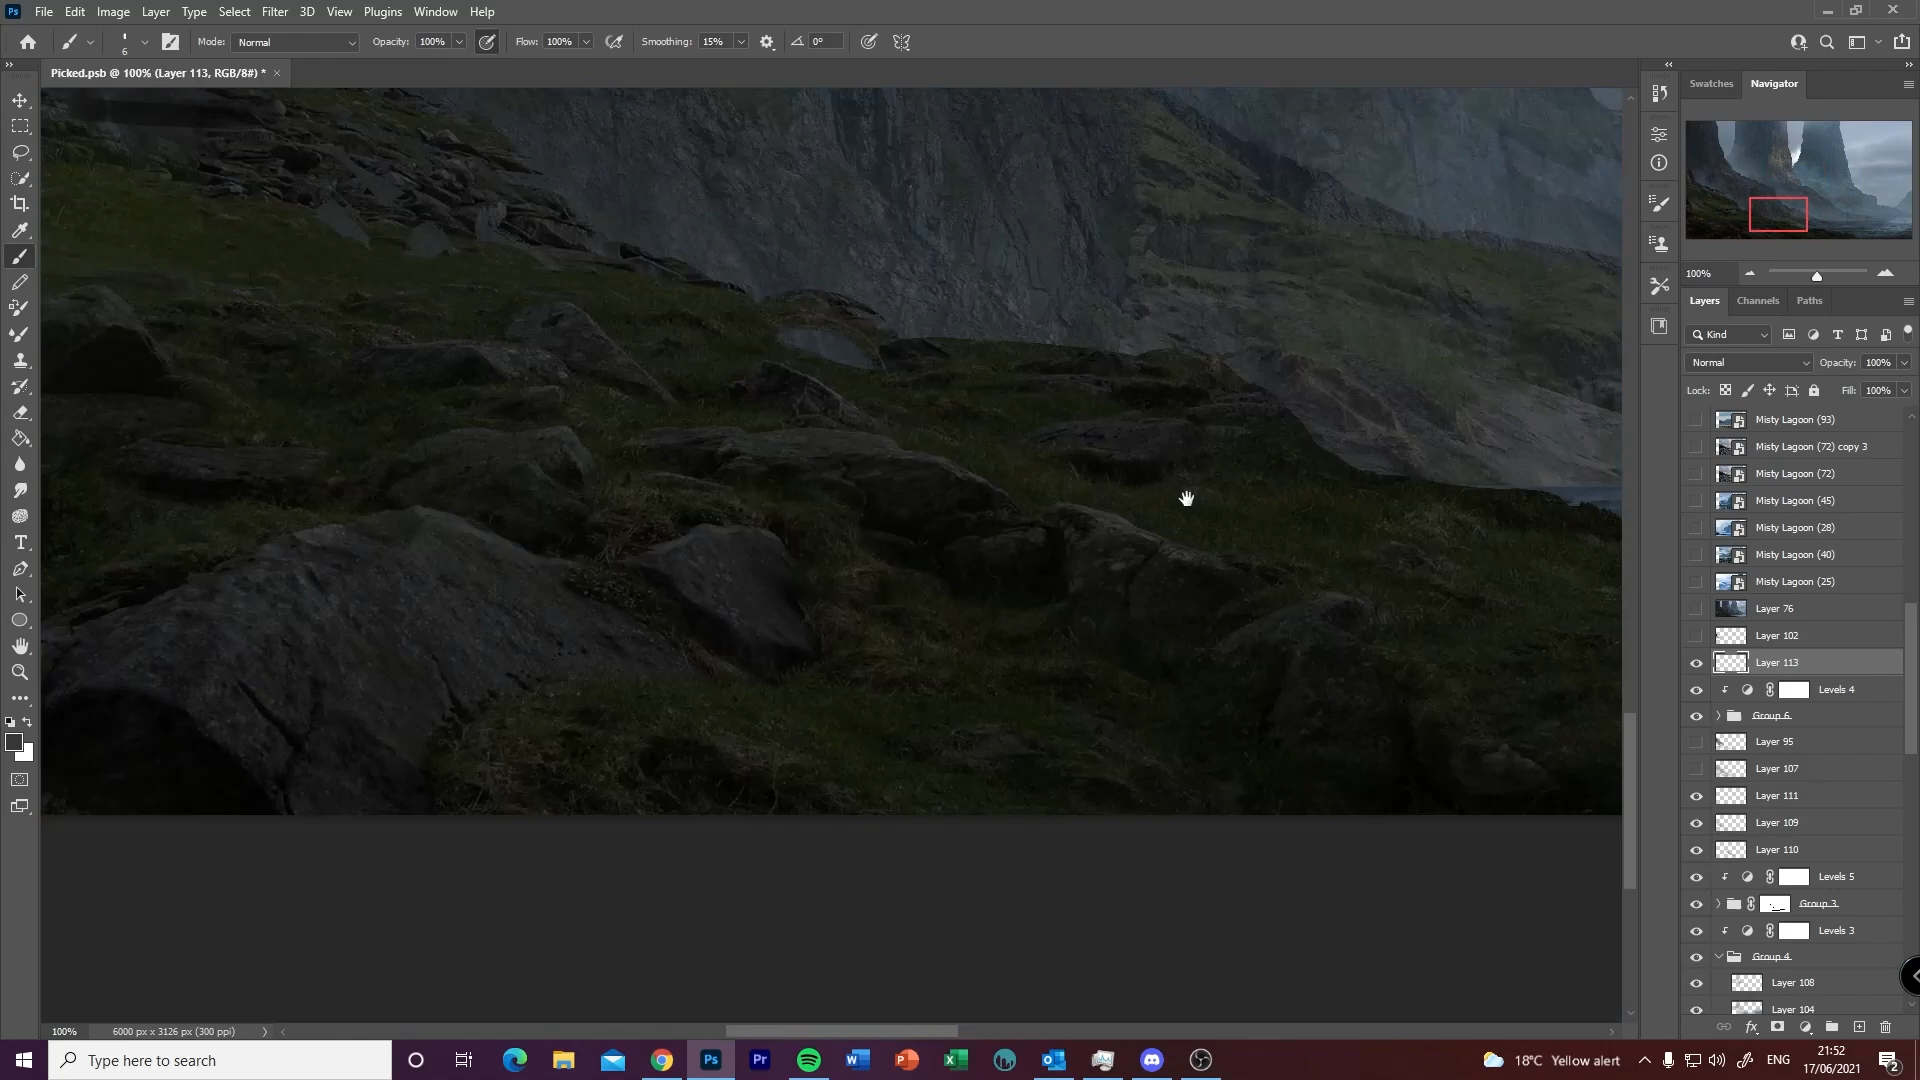 Ps File Edit Image Layer Type Select Filter 3D View Plugins Window Help
6 Mode: Normal Opacity: 100% Flow: 100% Smoothing: 15% 0°
Picked.psb @ 100% (Layer 113, RGB/8#) *
Swatches Navigator
100%
Layers Channels Paths
Kind
Normal Opacity: 100%
Lock: Fill: 100%
Misty Lagoon (93)
Misty Lagoon (72) copy 3
Misty Lagoon (72)
Misty Lagoon (45)
Misty Lagoon (28)
Misty Lagoon (40)
Misty Lagoon (25)
Layer 76
Layer 102
Layer 113
Levels 4
Group 6
Layer 95
Layer 107
Layer 111
Layer 109
Layer 110
Levels 5
Group 3
Levels 3
Group 4
Layer 108
Layer 104
100% 6000 px x 3126 px (300 ppi)
Type here to search
Ps Pr
18°C Yellow alert ENG
21:52
17/06/2021
2